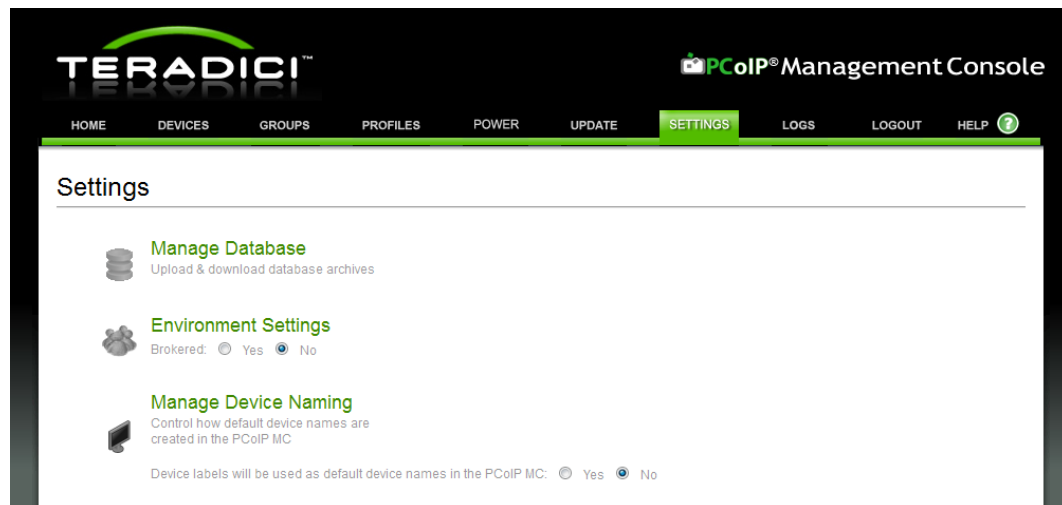 TERADICI™
PCoIP® Management Console
HOME DEVICES GROUPS PROFILES POWER UPDATE SETTINGS LOGS LOGOUT HELP ?
Settings
Manage Database
Upload & download database archives
Environment Settings
Brokered: Yes No
Manage Device Naming
Control how default device names are
created in the PCoIP MC
Device labels will be used as default device names in the PCoIP MC: Yes No